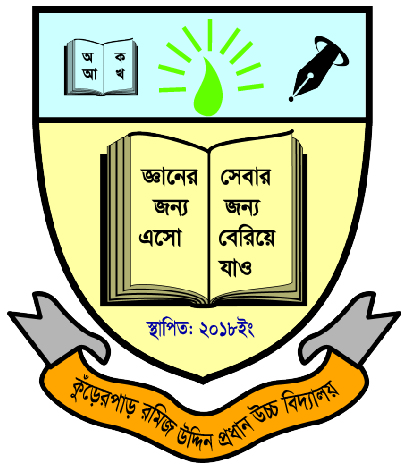 অ ক
আ খ
জ্ঞানের
জন্য
এসো
সেবার
জন্য
বেরিয়ে
যাও
স্থাপিত: ২০১৮ইং
কুঁড়েরপাড় রমিজ উদ্দিন প্রধান উচ্চ বিদ্যালয়